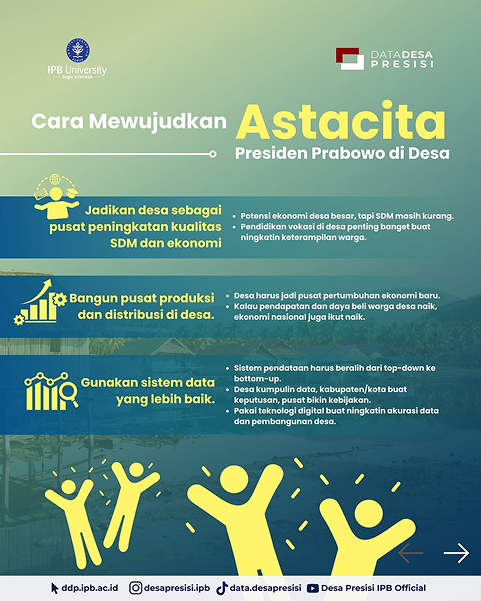 IPB University
Bogor Indonesia
DATADESA
PRESISI
Cara Mewujudkan Astacita
Presiden Prabowo di Desa
Jadikan desa sebagai
pusat peningkatan kualitas
SDM dan ekonomi
• Potensi ekonomi desa besar, tapi SDM masih kurang.
• Pendidikan vokasi di desa penting banget buat
ningkatin keterampilan warga.
Bangun pusat produksi
dan distribusi di desa.
• Desa harus jadi pusat pertumbuhan ekonomi baru.
• Kalau pendapatan dan daya beli warga desa naik,
ekonomi nasional juga ikut naik.
Gunakan sistem data
yang lebih baik.
• Sistem pendataan harus beralih dari top-down ke
bottom-up.
• Desa kumpulin data, kabupaten/kota buat
keputusan, pusat bikin kebijakan.
• Pakai teknologi digital buat ningkatin akurasi data
dan pembangunan desa.
ddp.ipb.ac.id
desapresisi.ipb
data.desapresisi
Desa Presisi IPB Official